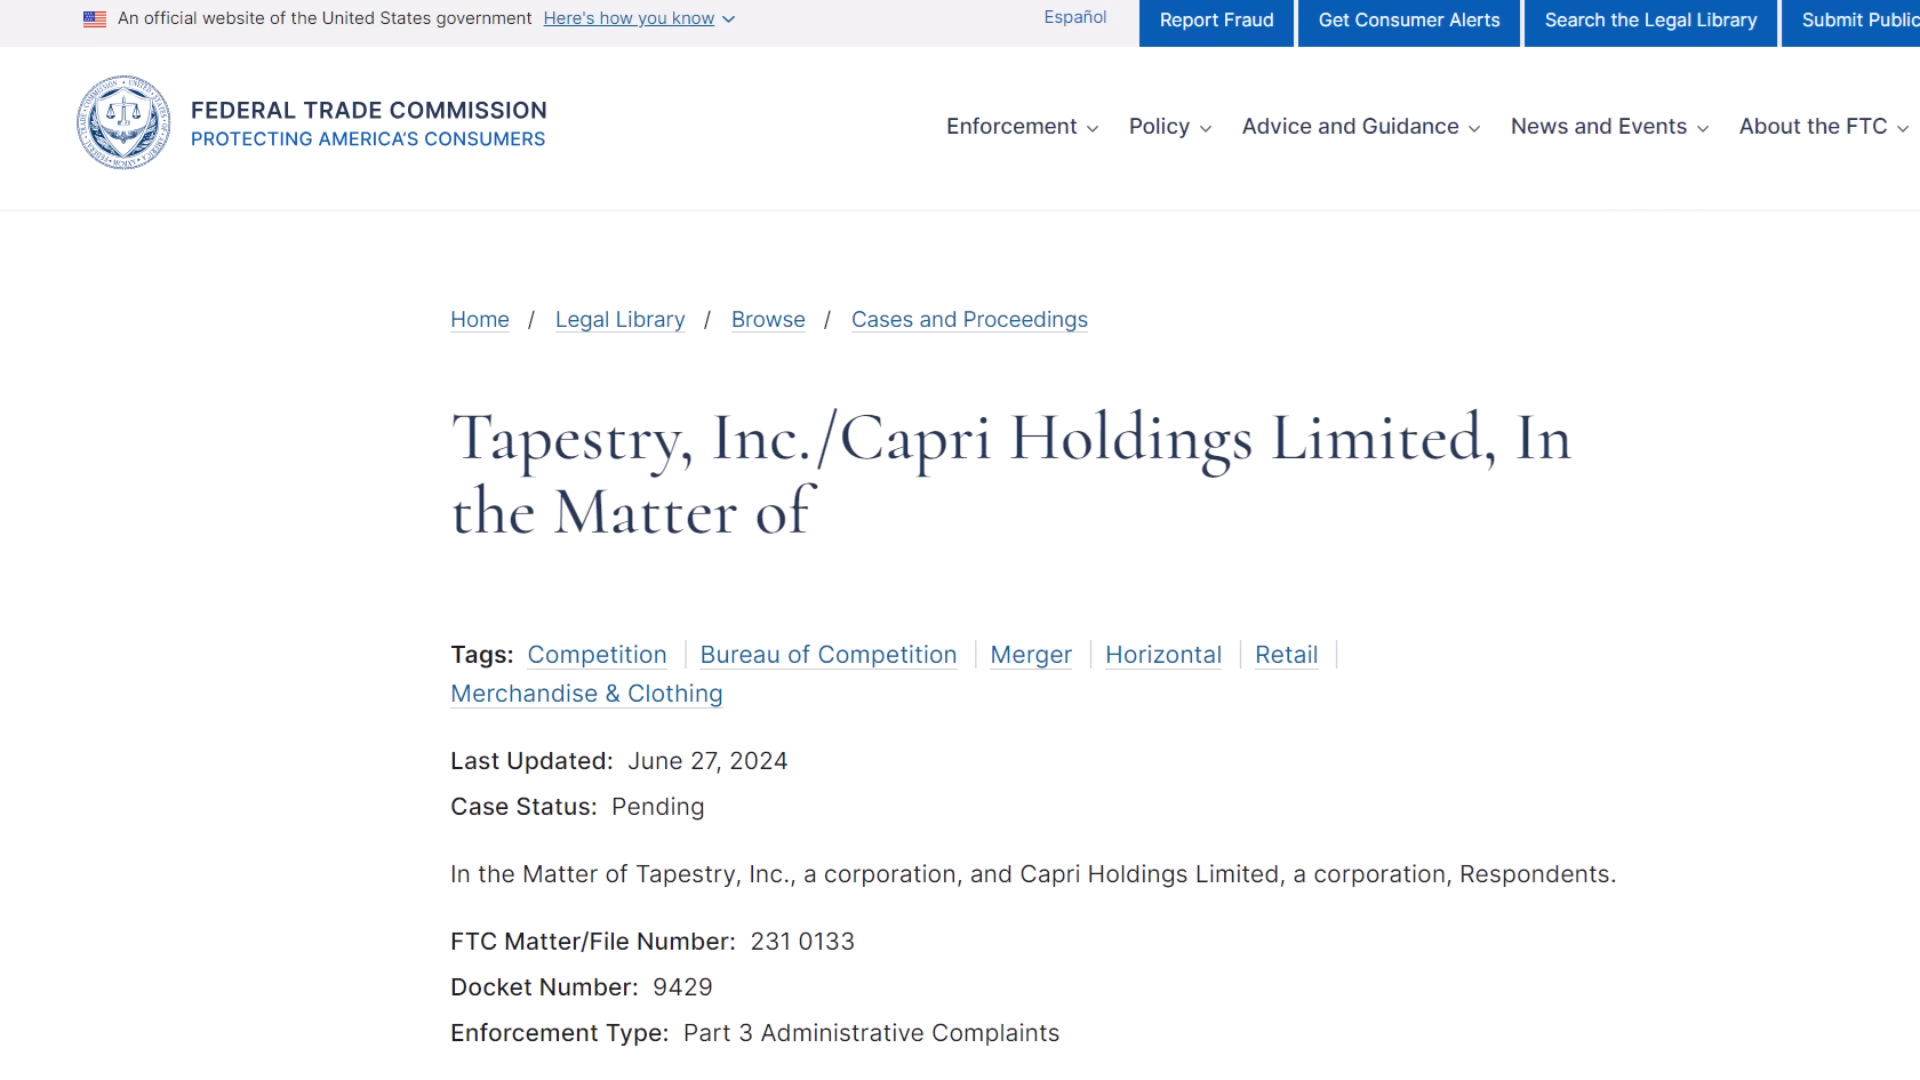 An official website of the United States government Here's how you know
Español
Report Fraud
Get Consumer Alerts
Search the Legal Library
Submit Public
FEDERAL TRADE COMMISSION
PROTECTING AMERICA'S CONSUMERS
Enforcement
Policy
Advice and Guidance
News and Events
About the FTC
Home / Legal Library / Browse / Cases and Proceedings
Tapestry, Inc./Capri Holdings Limited, In
the Matter of
Tags: Competition | Bureau of Competition | Merger | Horizontal | Retail |
Merchandise & Clothing
Last Updated: June 27, 2024
Case Status: Pending
In the Matter of Tapestry, Inc., a corporation, and Capri Holdings Limited, a corporation, Respondents.
FTC Matter/File Number: 231 0133
Docket Number: 9429
Enforcement Type: Part 3 Administrative Complaints